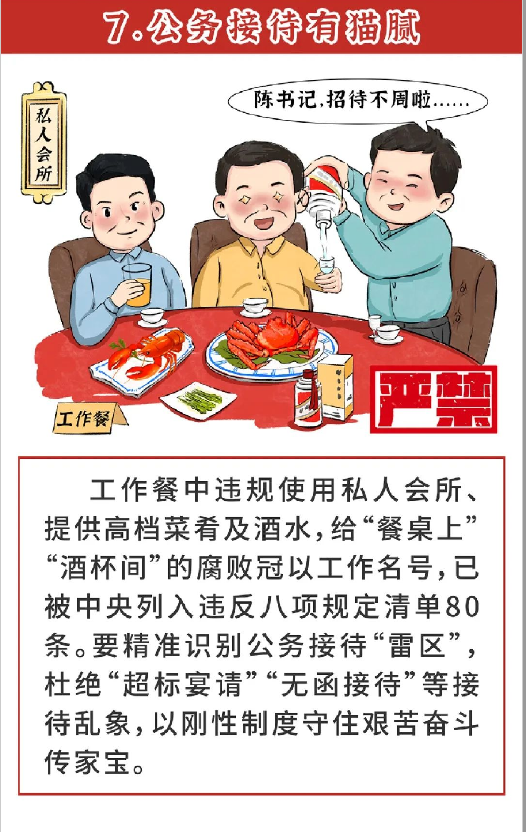 7.公务接待有猫腻
私人会所
陈书记,招待不周啦......
工作餐
严禁
工作餐中违规使用私人会所、
提供高档菜肴及酒水,给“餐桌上”
“酒杯间”的腐败冠以工作名号,已
被中央列入违反八项规定清单80
条。要精准识别公务接待“雷区”,
杜绝“超标宴请”“无函接待”等接
待乱象,以刚性制度守住艰苦奋斗
传家宝。